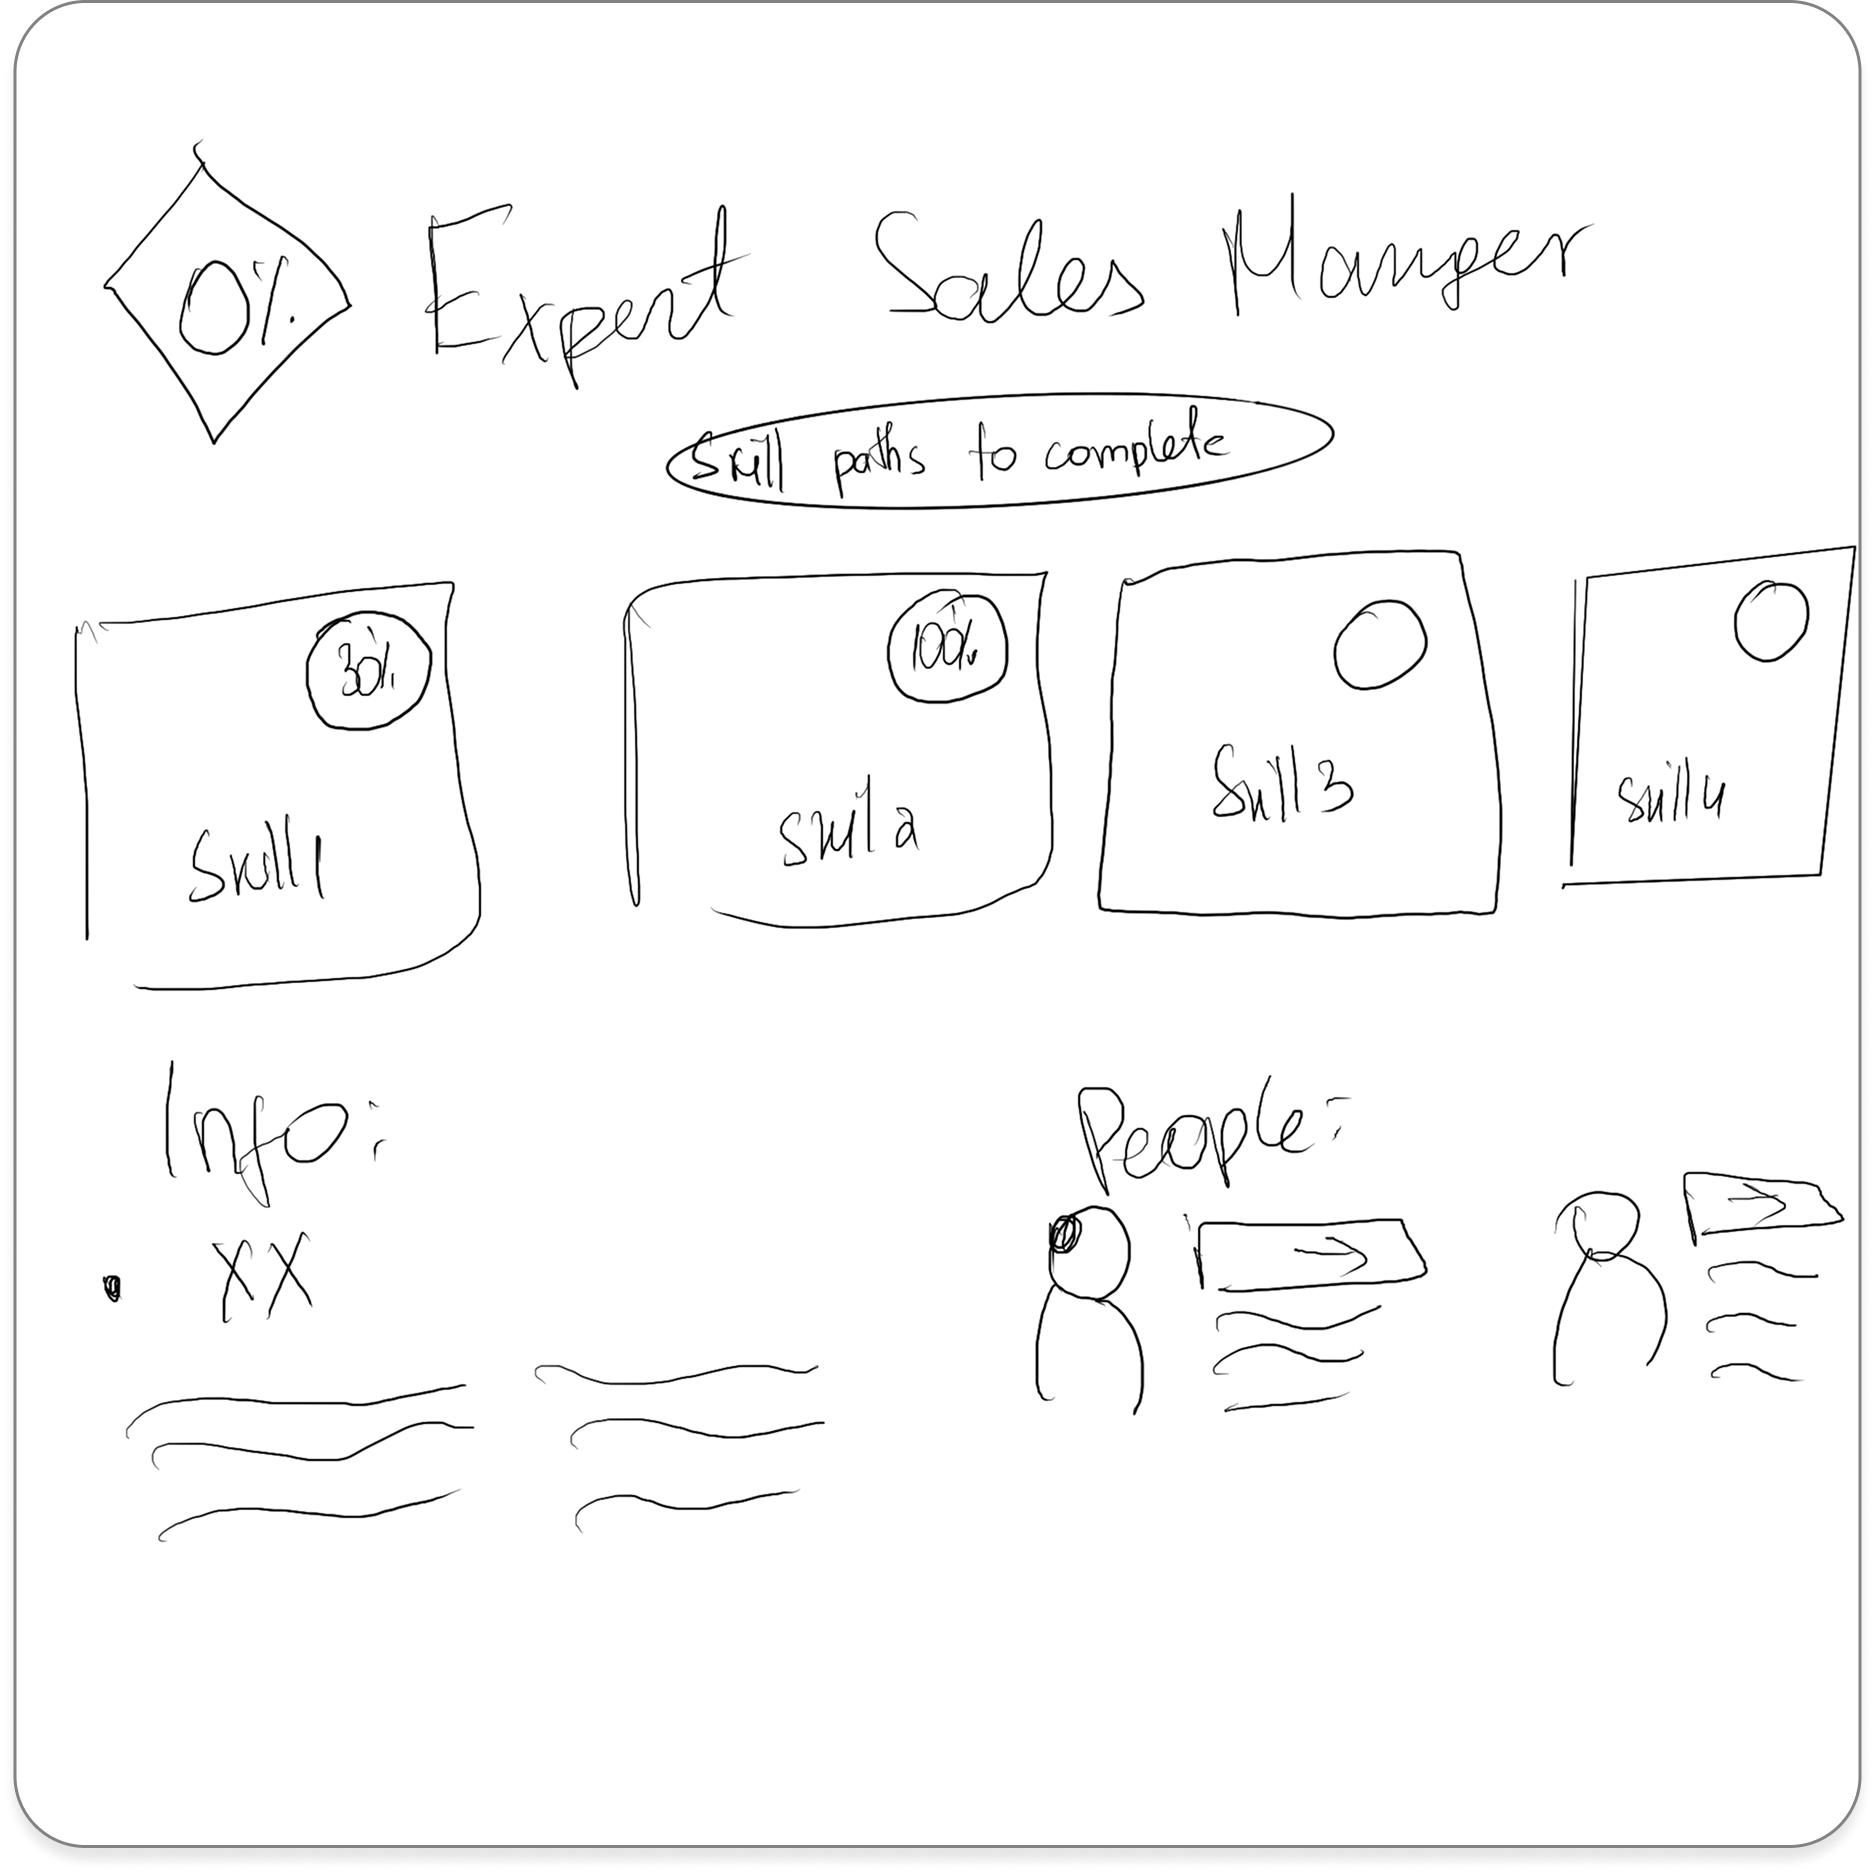 0%
Expert Sales Manger
Skill paths to complete
30%
100%
Skill 1
Skill 2
Skill 3
Skill 4
Info:
People:
XX